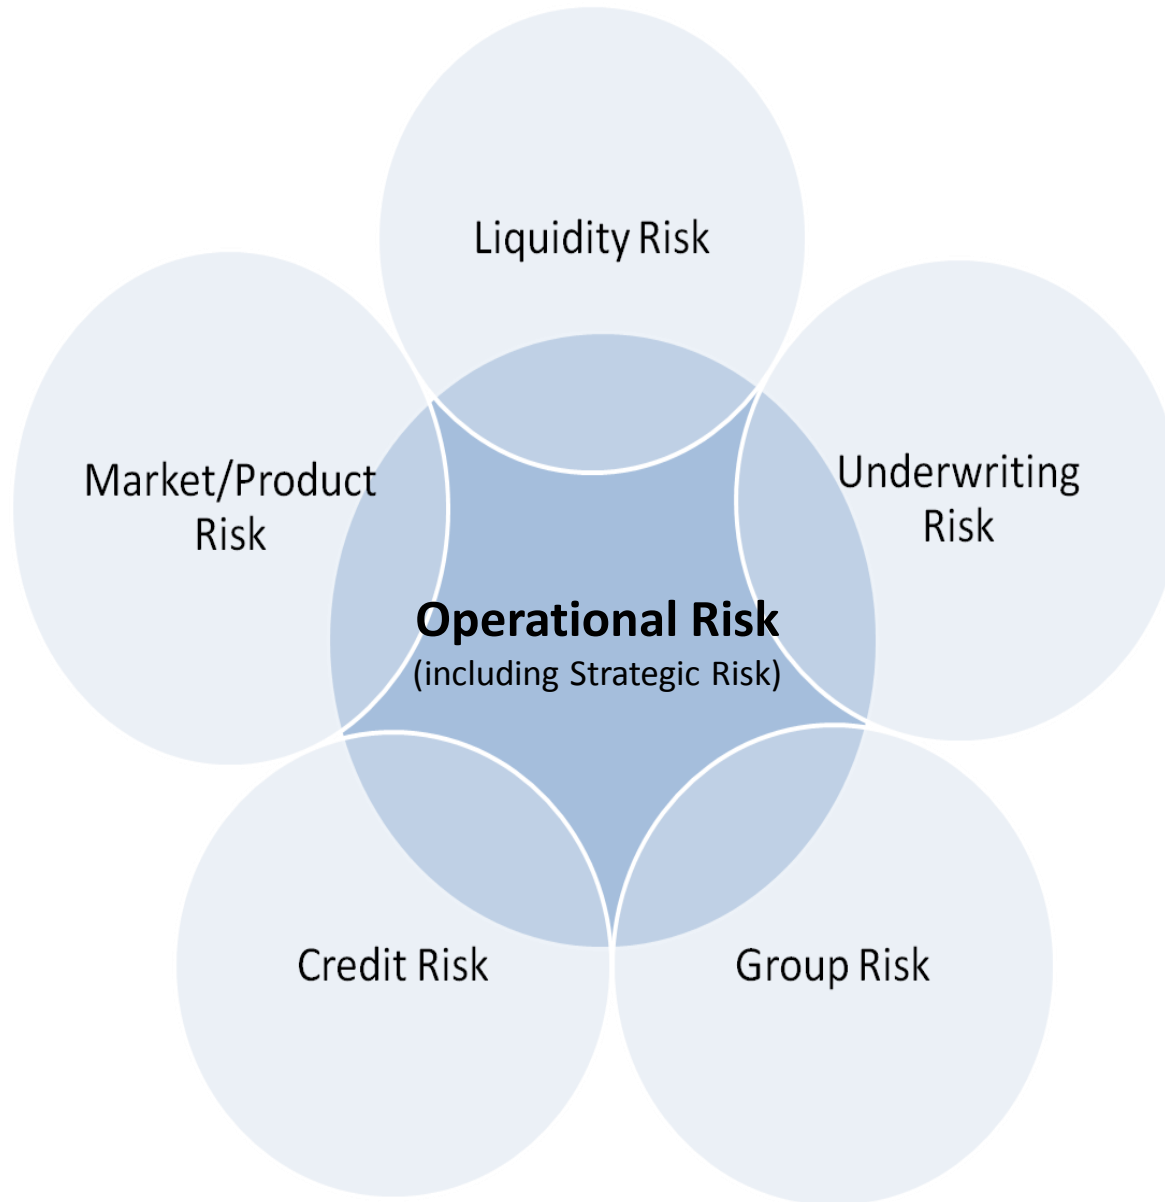 Liquidity Risk
Market/Product
Risk
Underwriting
Risk
Operational Risk
(including Strategic Risk)
Credit Risk
Group Risk